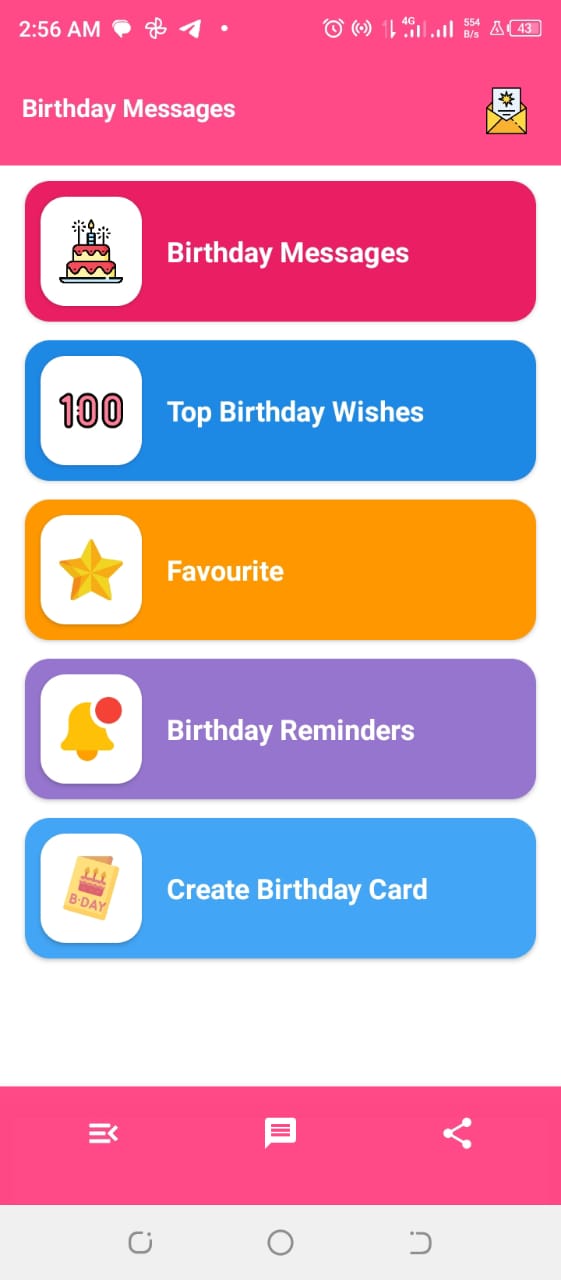 2:56 AM 4G 554 B/s 43
Birthday Messages
Birthday Messages
100 Top Birthday Wishes
Favourite
Birthday Reminders
B·DAY Create Birthday Card